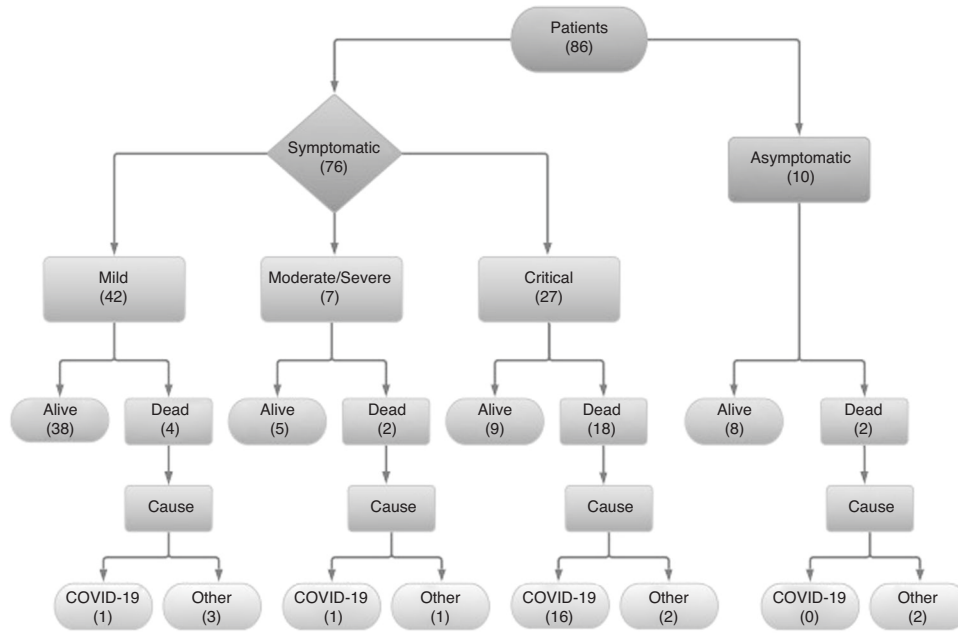 Patients
(86)
Symptomatic
(76)
Asymptomatic
(10)
Mild
(42)
Moderate/Severe
(7)
Critical
(27)
Alive
(38)
Dead
(4)
Alive
(5)
Dead
(2)
Alive
(9)
Dead
(18)
Alive
(8)
Dead
(2)
Cause
Cause
Cause
Cause
COVID-19
(1)
Other
(3)
COVID-19
(1)
Other
(1)
COVID-19
(16)
Other
(2)
COVID-19
(0)
Other
(2)